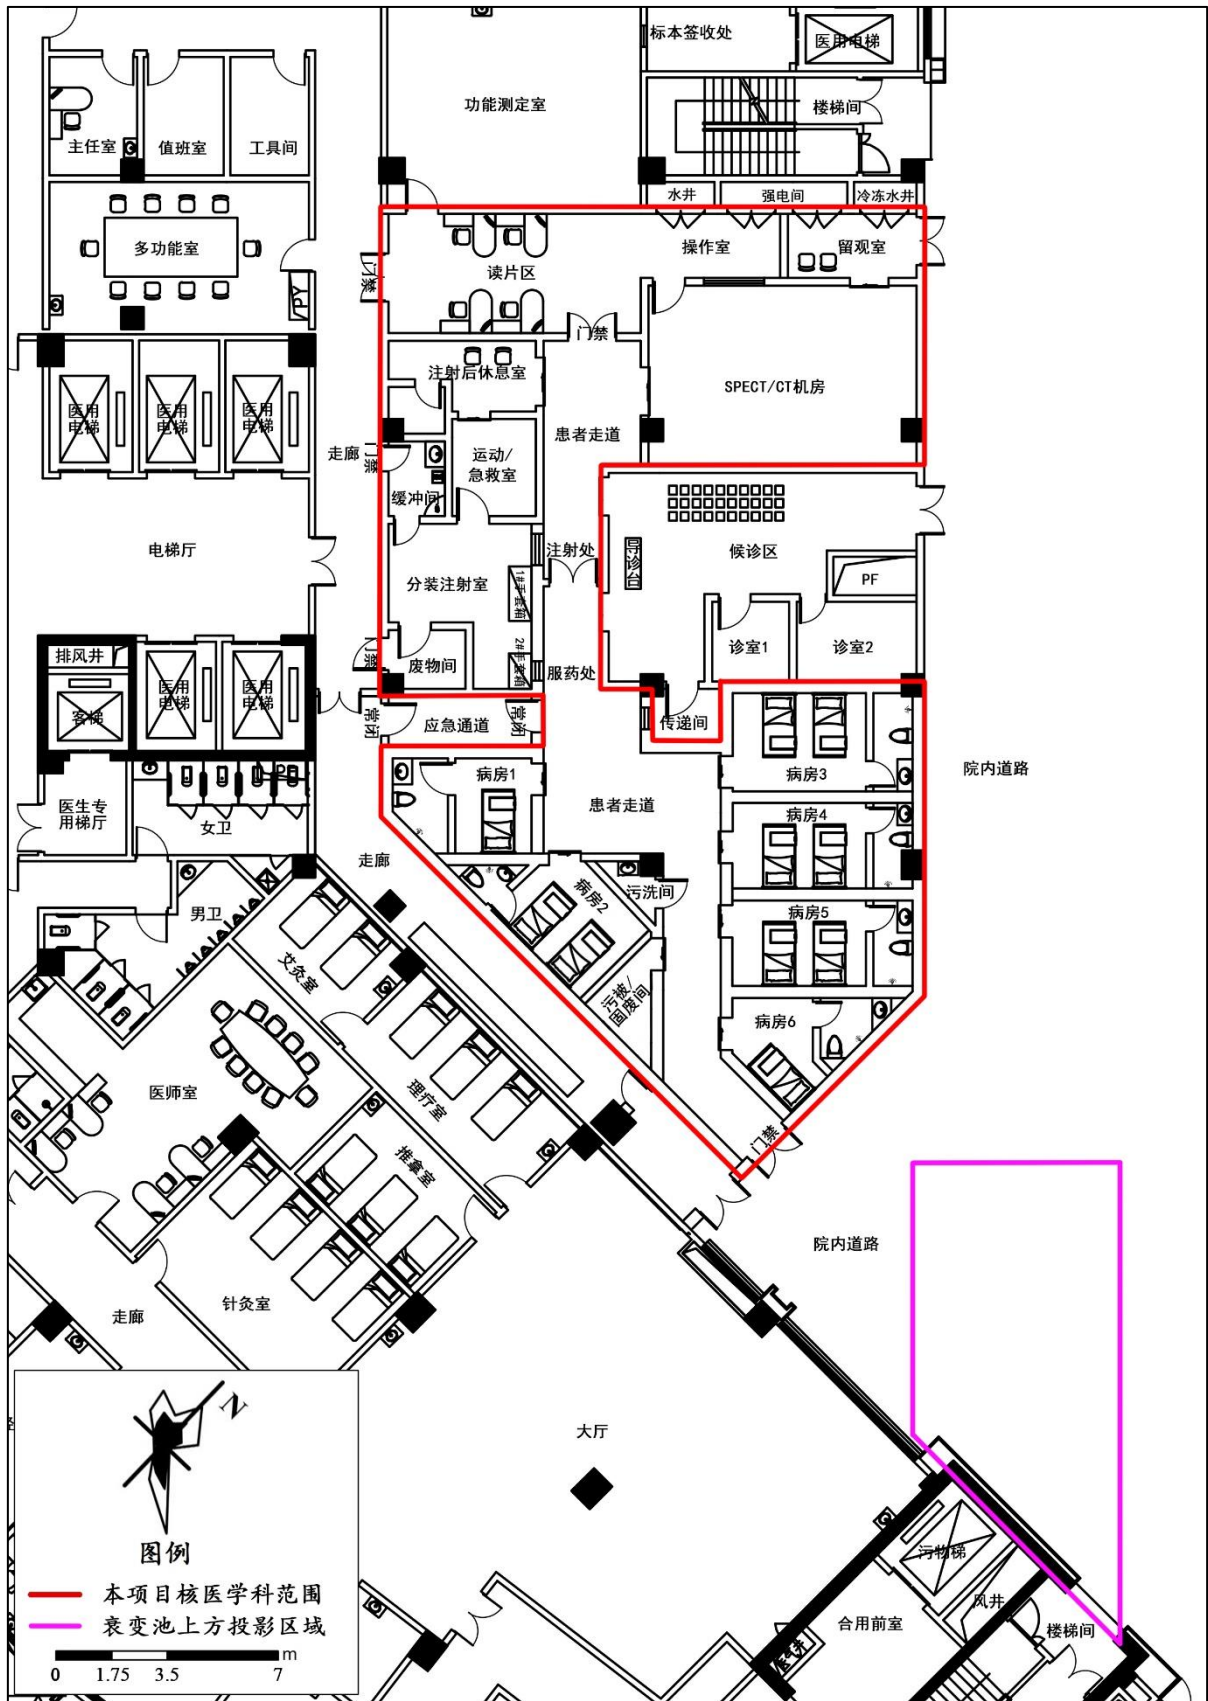 标本签收处
医用电梯
功能测定室
楼梯间
主任室
值班室
工具间
水井
强电间
冷冻水井
多功能室
PY
门禁
读片区
操作室
留观室
门禁
注射后休息室
SPECT/CT机房
医用
电梯
医用
电梯
医用
电梯
走廊
门禁
患者走道
运动/
急救室
缓冲间
电梯厅
注射处
导诊台
候诊区
分装注射室
1#手套箱
PF
排风井
门禁
废物间
2#手套箱
服药处
诊室1
诊室2
客梯
医用
电梯
医用
电梯
常闭
应急通道
常闭
传递间
院内道路
病房1
病房3
医生专
用梯厅
女卫
患者走道
病房4
走廊
男卫
病房2
污洗间
病房5
艾灸室
污被/
固废间
病房6
医师室
理疗室
推拿室
门禁
院内道路
针灸室
走廊
大厅
N
图例
本项目核医学科范围
衰变池上方投影区域
m
0 1.75 3.5 7
污物梯
风井
合用前室
楼梯间